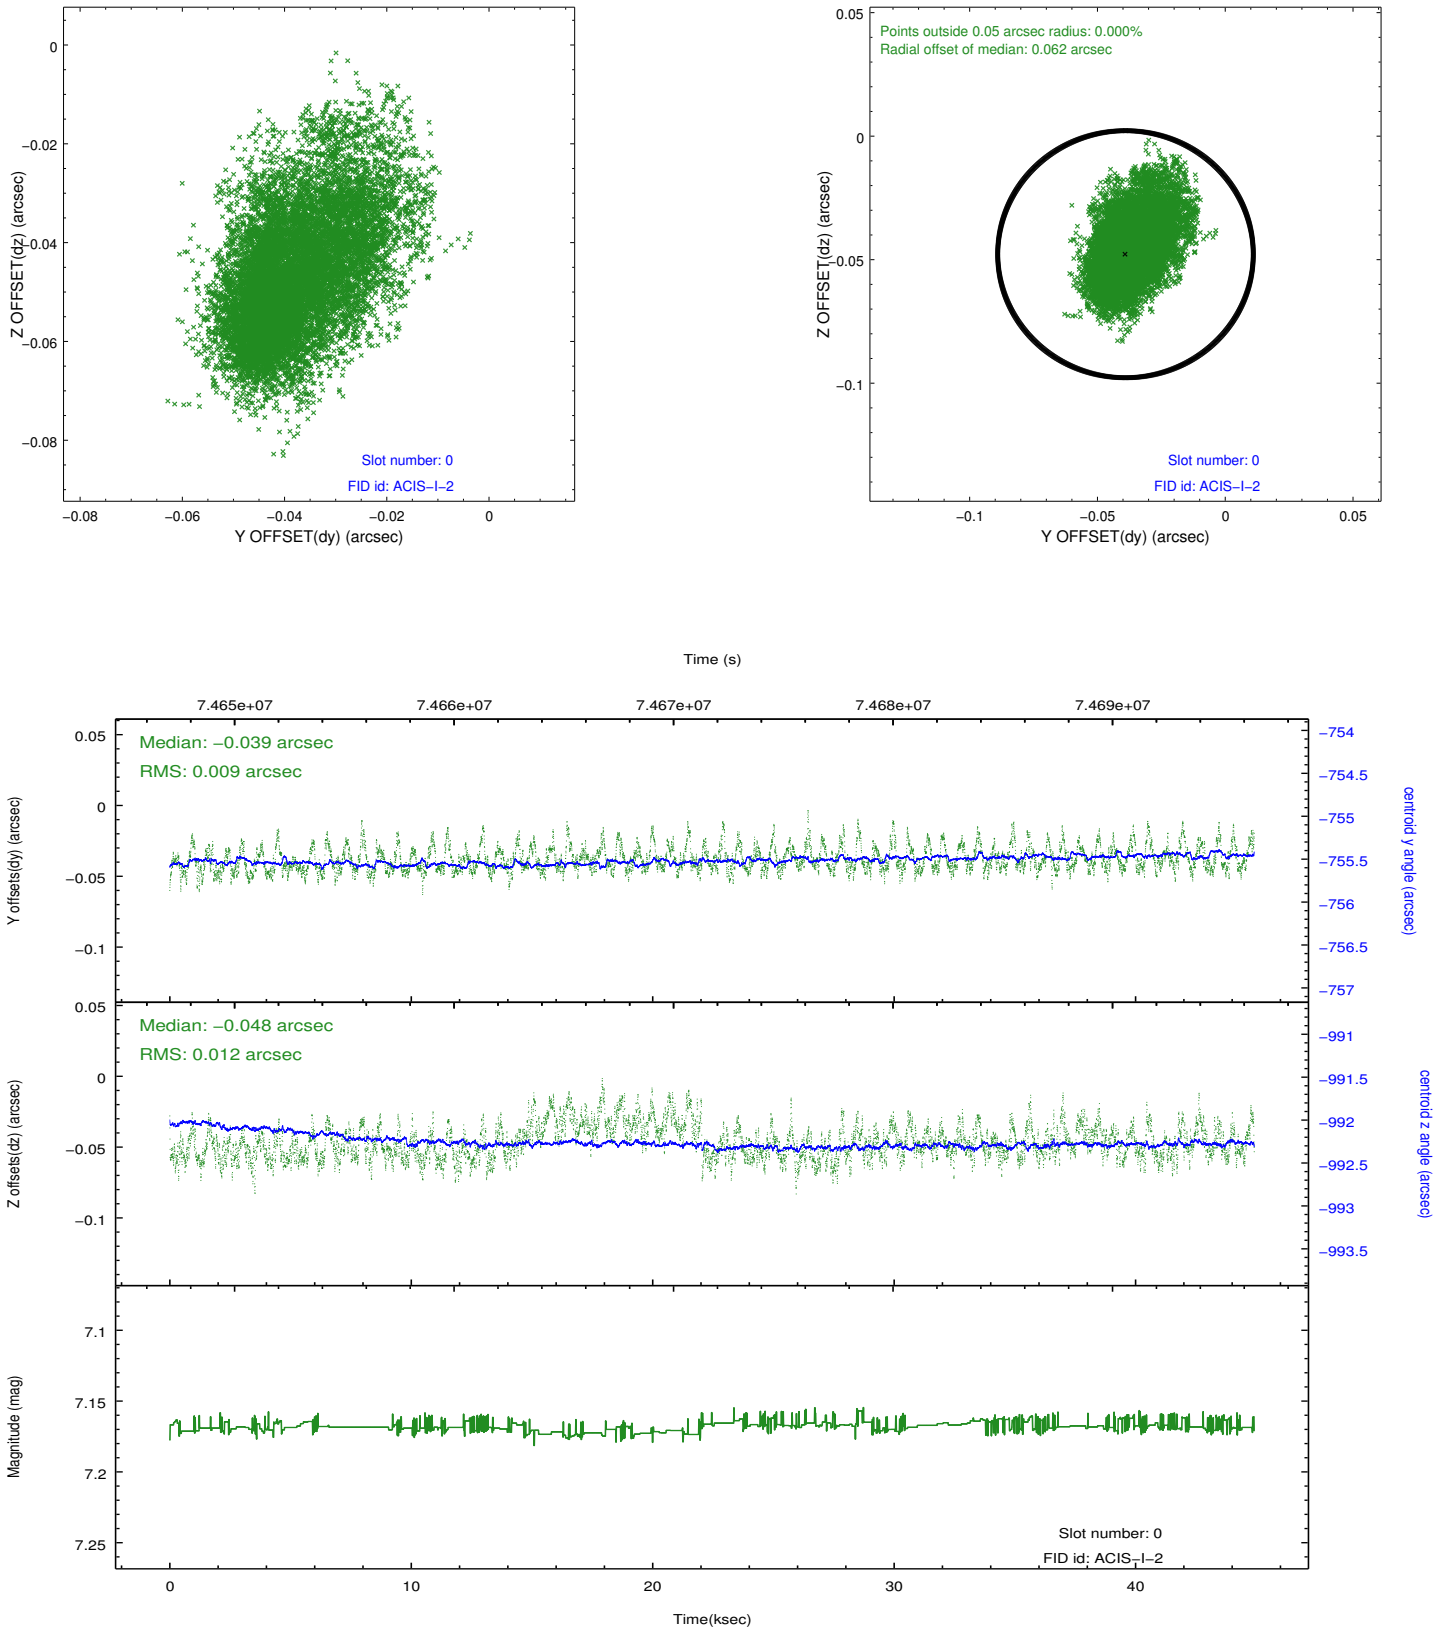 0
−0.02
−0.04
−0.06
−0.08
Z OFFSET(dz) (arcsec)
Slot number: 0
FID id: ACIS−I−2
−0.08 −0.06 −0.04 −0.02 0
Y OFFSET(dy) (arcsec)
0.05
0
−0.05
−0.1
Z OFFSET(dz) (arcsec)
Points outside 0.05 arcsec radius: 0.000%
Radial offset of median: 0.062 arcsec
Slot number: 0
FID id: ACIS−I−2
−0.1 −0.05 0 0.05
Y OFFSET(dy) (arcsec)
Time (s)
7.465e+07 7.466e+07 7.467e+07 7.468e+07 7.469e+07
0.05
0
−0.05
−0.1
Y offsets(dy) (arcsec)
Median: −0.039 arcsec
RMS: 0.009 arcsec
−754
−754.5
−755
−755.5
−756
−756.5
−757
centroid y angle (arcsec)
0.05
0
−0.05
−0.1
Z offsets(dz) (arcsec)
Median: −0.048 arcsec
RMS: 0.012 arcsec
−991
−991.5
−992
−992.5
−993
−993.5
centroid z angle (arcsec)
7.1
7.15
7.2
7.25
Magnitude (mag)
Slot number: 0
FID id: ACIS−I−2
0 10 20 30 40
Time(ksec)